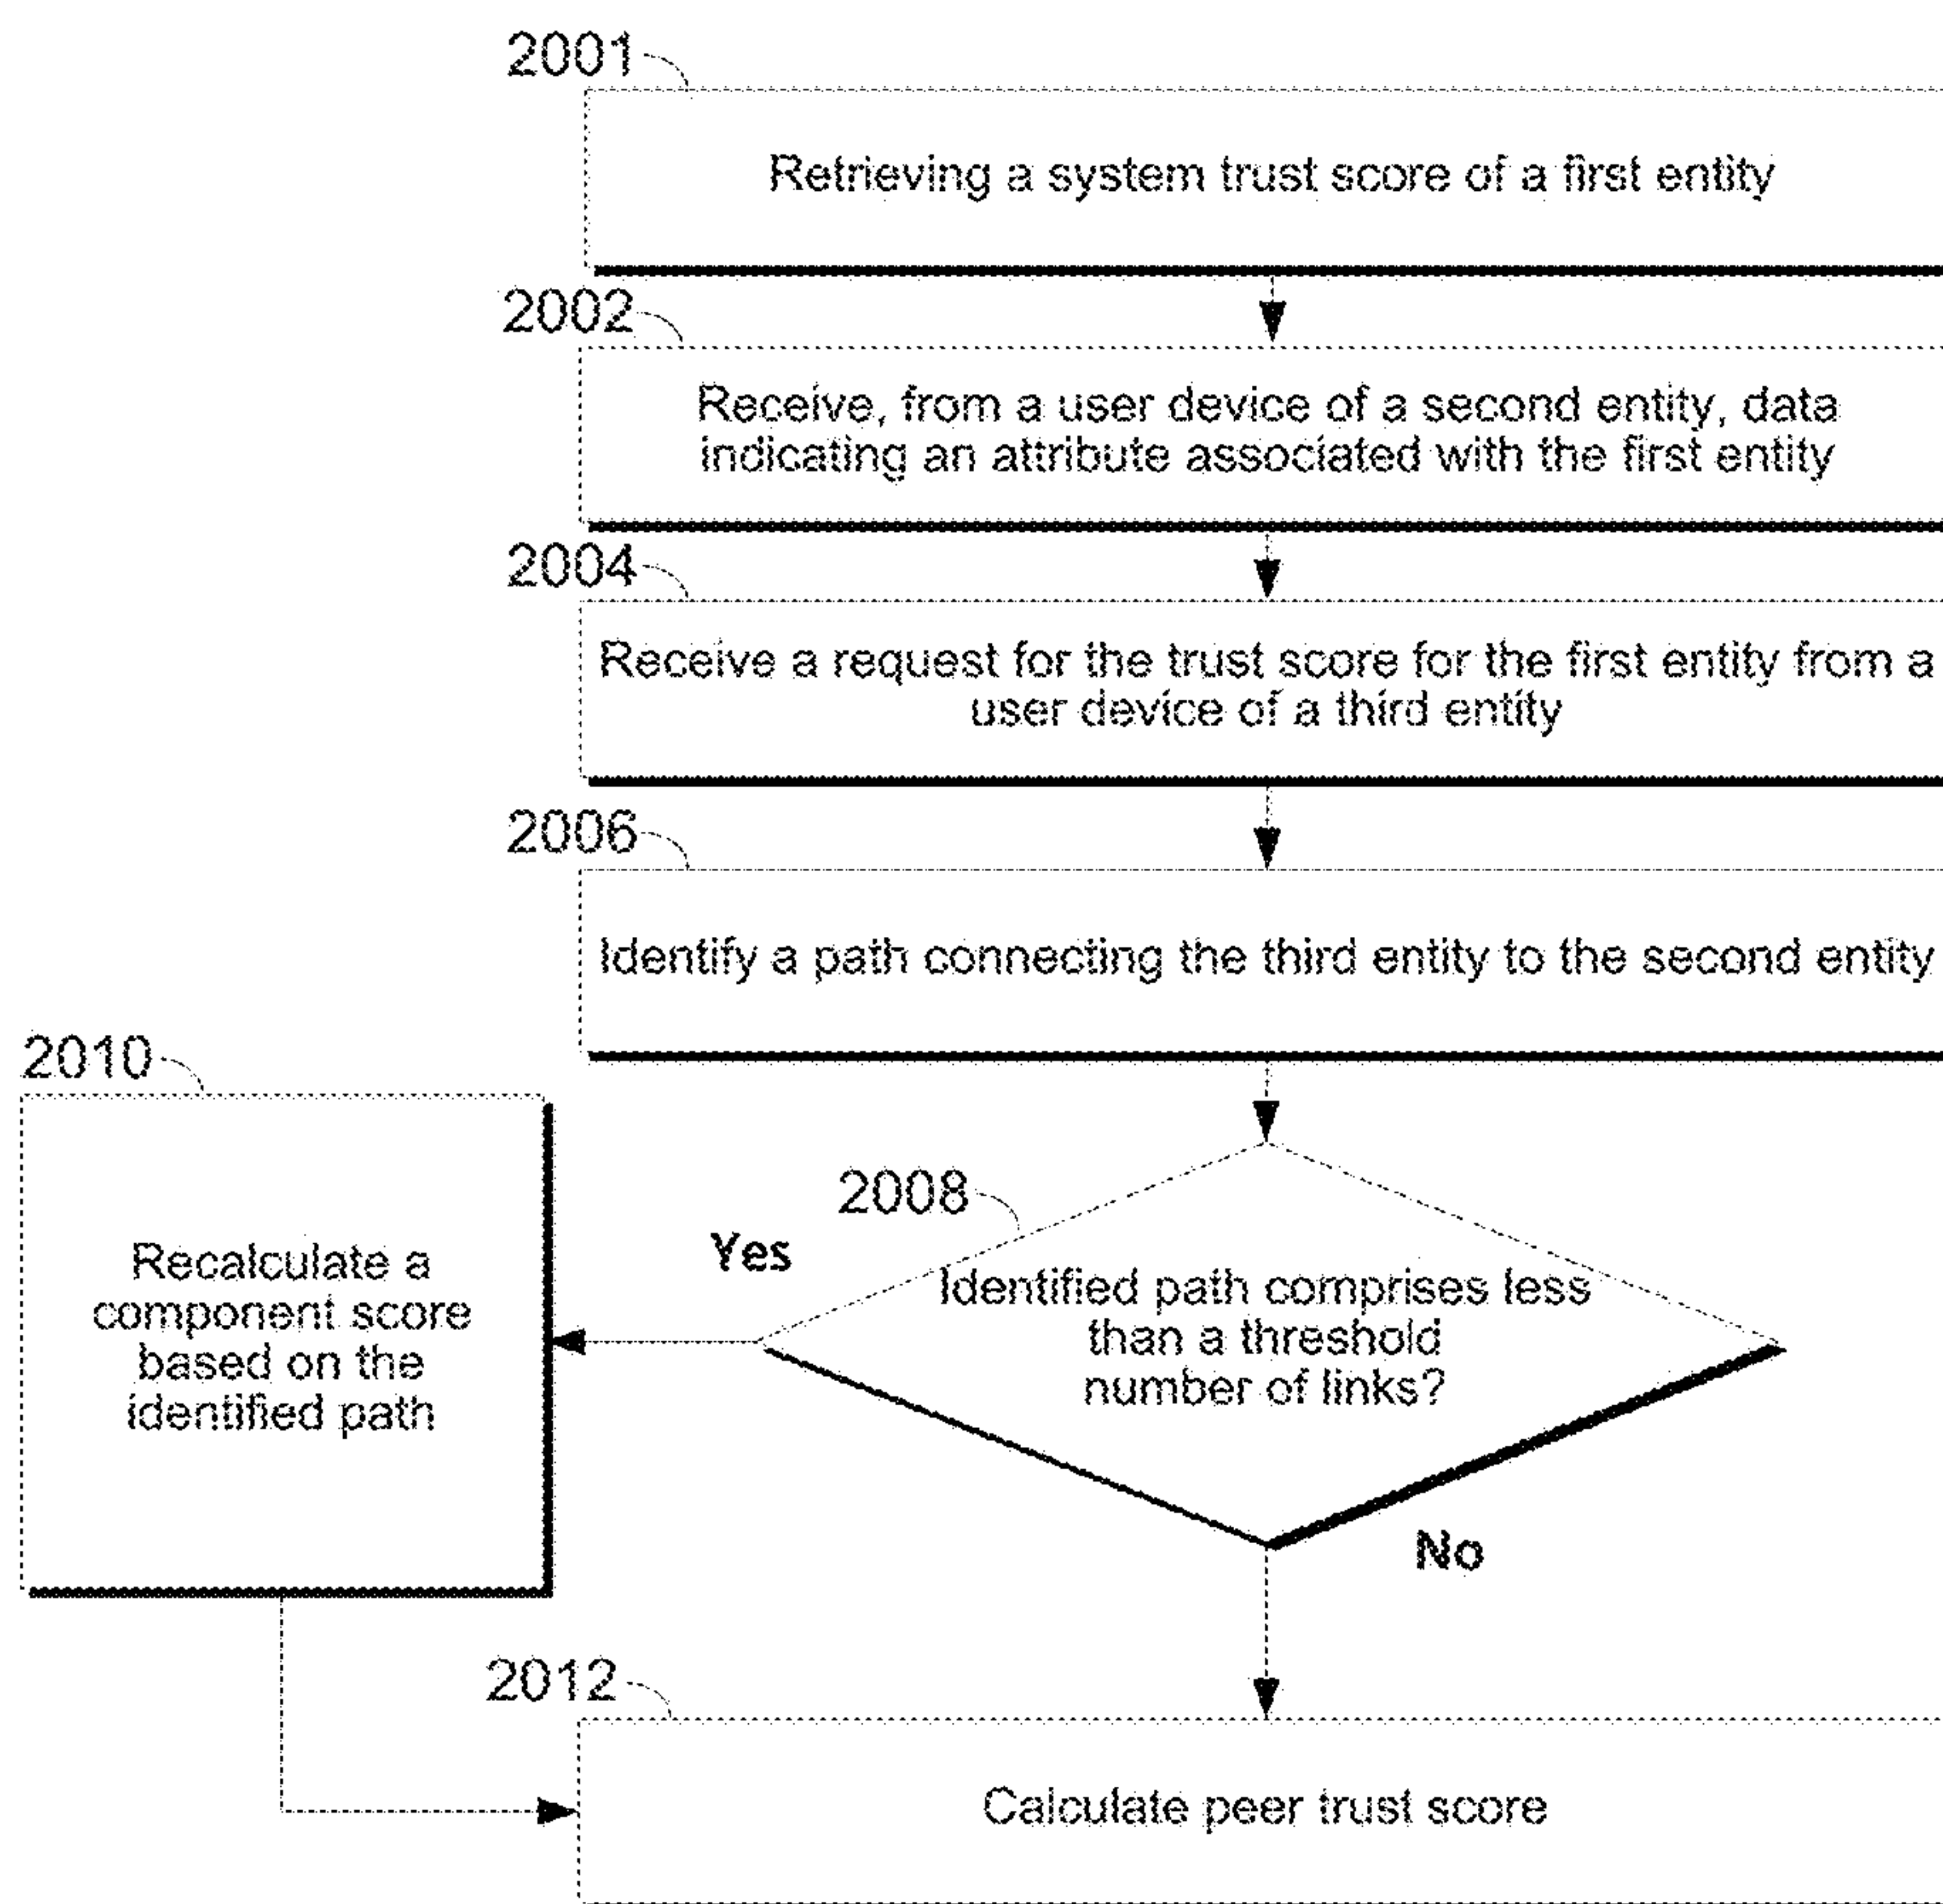 2001
Retrieving a system trust score of a first entity
2002
Receive, from a user device of a second entity, data
indicating an attribute associated with the first entity
2004
Receive a request for the trust score for the first entity from a
user device of a third entity
2006
Identify a path connecting the third entity to the second entity
2010
Recalculate a
component score
based on the
identified path
2008
Yes
Identified path comprises less
than a threshold
number of links?
No
2012
Calculate peer trust score